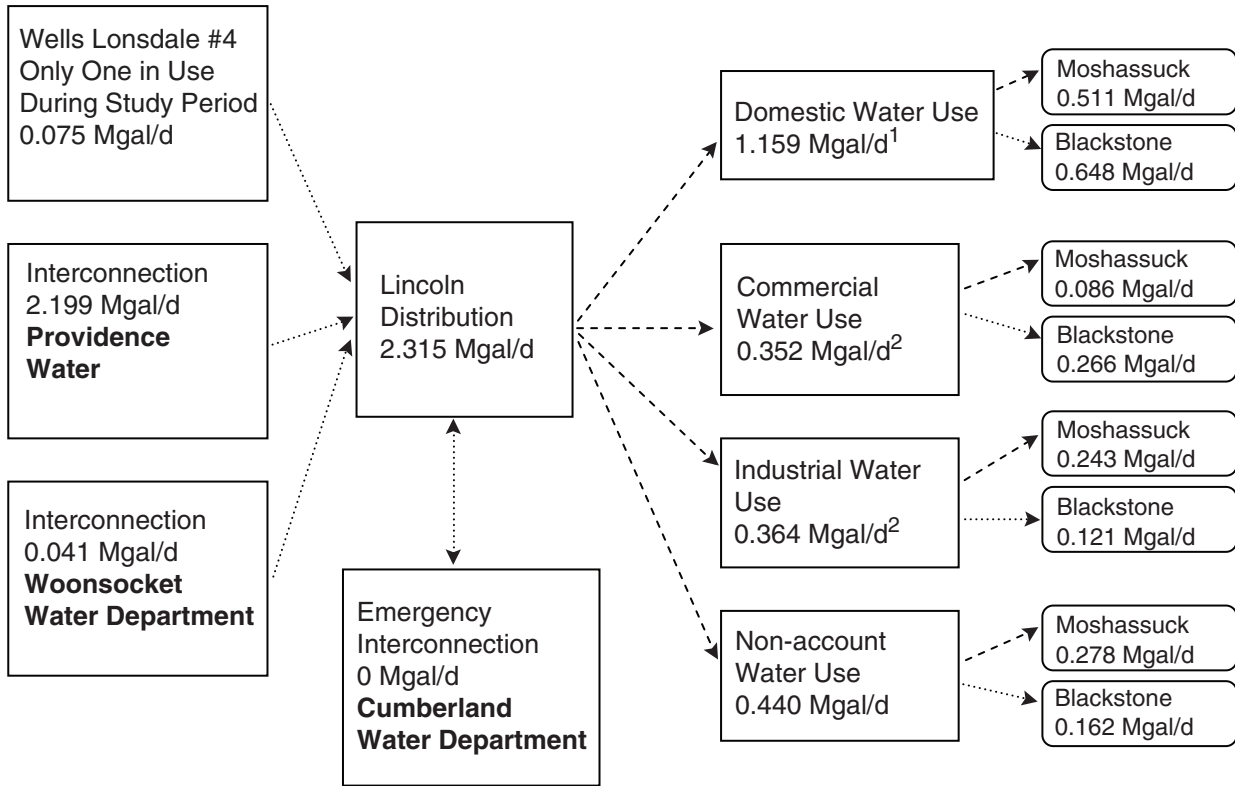 Wells Lonsdale #4
Only One in Use
During Study Period
0.075 Mgal/d
Interconnection
2.199 Mgal/d
Providence
Water
Interconnection
0.041 Mgal/d
Woonsocket
Water Department
Lincoln
Distribution
2.315 Mgal/d
Emergency
Interconnection
0 Mgal/d
Cumberland
Water Department
Domestic Water Use
1.159 Mgal/d¹
Moshassuck
0.511 Mgal/d
Blackstone
0.648 Mgal/d
Commercial
Water Use
0.352 Mgal/d²
Moshassuck
0.086 Mgal/d
Blackstone
0.266 Mgal/d
Industrial Water
Use
0.364 Mgal/d²
Moshassuck
0.243 Mgal/d
Blackstone
0.121 Mgal/d
Non-account
Water Use
0.440 Mgal/d
Moshassuck
0.278 Mgal/d
Blackstone
0.162 Mgal/d